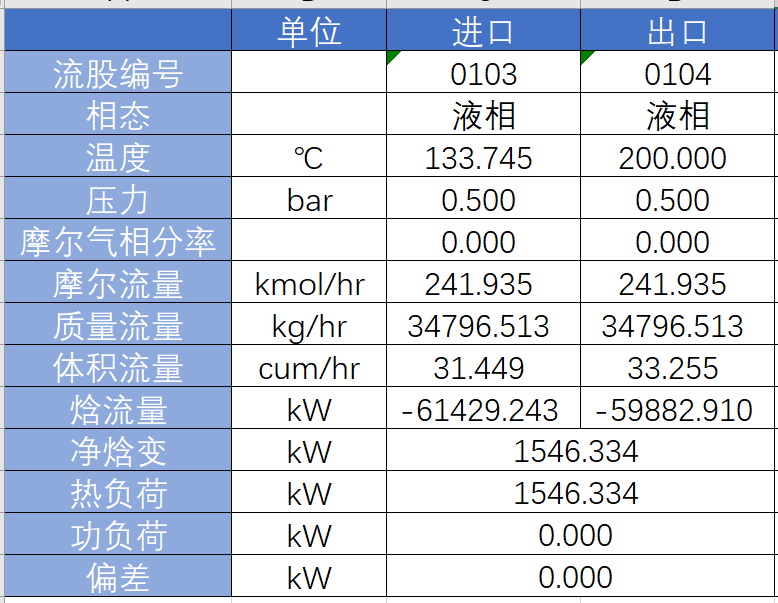 单位 进口 出口
流股编号 0103 0104
相态 液相 液相
温度 ℃ 133.745 200.000
压力 bar 0.500 0.500
摩尔气相分率 0.000 0.000
摩尔流量 kmol/hr 241.935 241.935
质量流量 kg/hr 34796.513 34796.513
体积流量 cum/hr 31.449 33.255
焓流量 kW -61429.243 -59882.910
净焓变 kW 1546.334
热负荷 kW 1546.334
功负荷 kW 0.000
偏差 kW 0.000